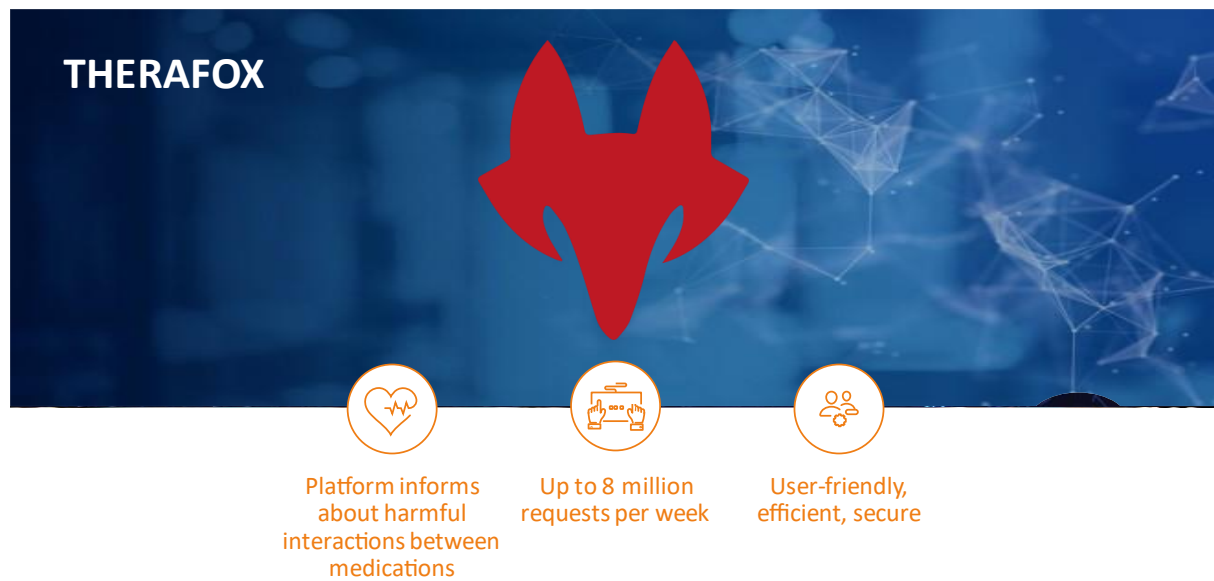 THERAFOX
Platform informs
about harmful
interactions between
medications
Up to 8 million
requests per week
User-friendly,
efficient, secure